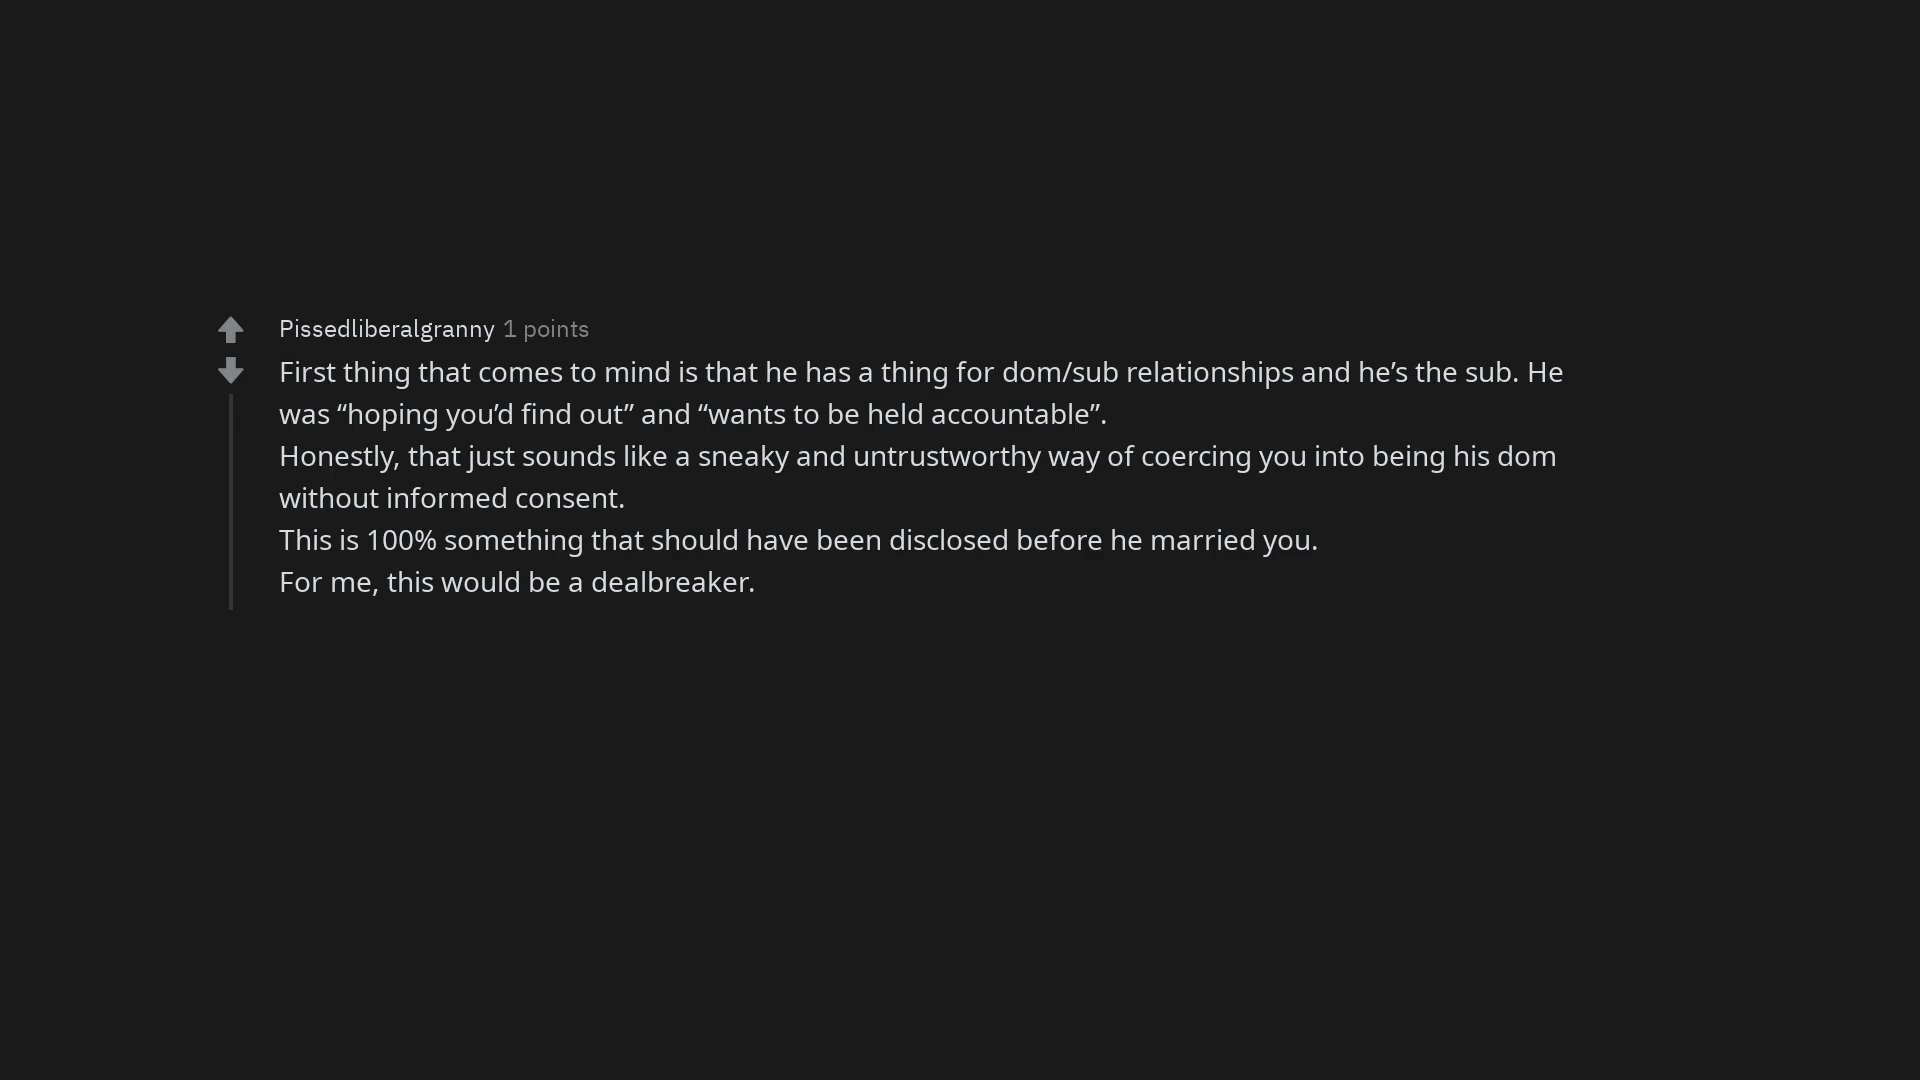 Pissedliberalgranny 1 points
First thing that comes to mind is that he has a thing for dom/sub relationships and he’s the sub. He
was “hoping you’d find out” and “wants to be held accountable”.
Honestly, that just sounds like a sneaky and untrustworthy way of coercing you into being his dom
without informed consent.
This is 100% something that should have been disclosed before he married you.
For me, this would be a dealbreaker.